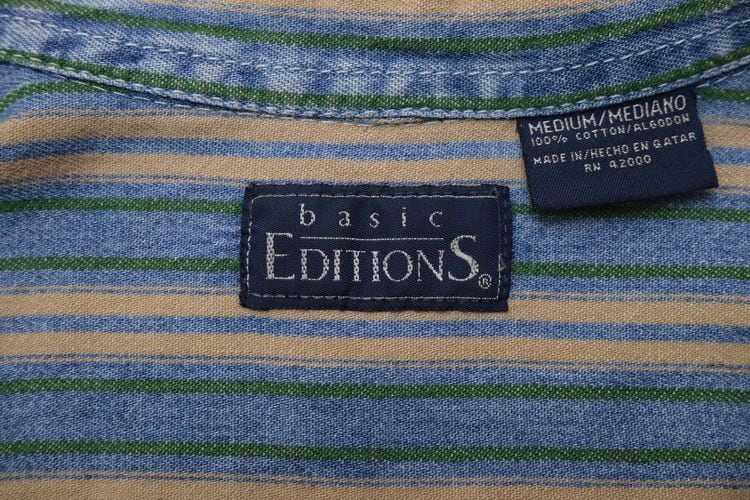 MEDIUM/MEDIANO
100% COTTON/ALGODON
MADE IN/HECHO EN QATAR
RN 42000
basic
EDITIONS®